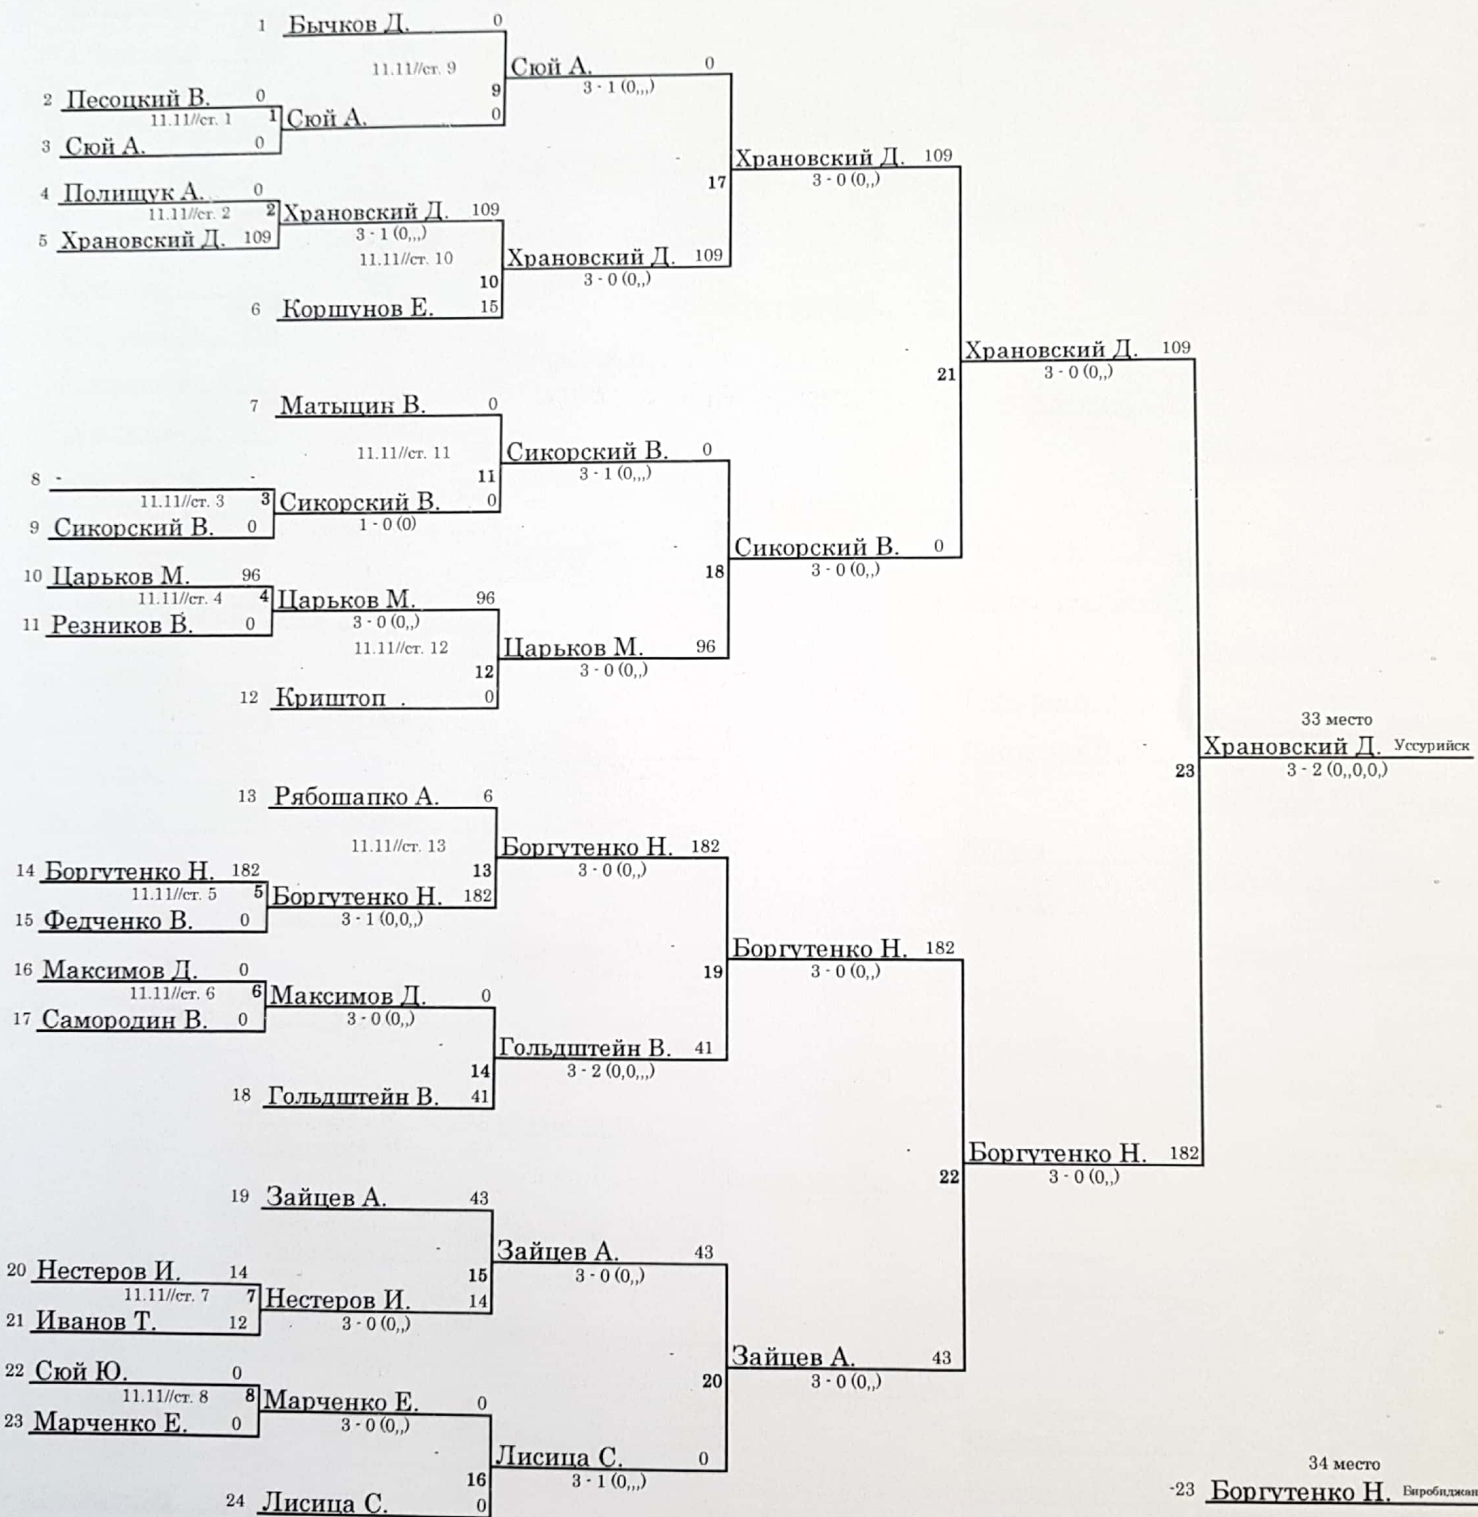 1 Бычков Д. 0
11.11//ст. 9
Сюй А. 0
3 - 1 (0,,,)
9
2 Песоцкий В. 0
11.11//ст. 1 1
Сюй А. 0
3 Сюй А. 0
Храновский Д. 109
3 - 0 (0,,)
17
4 Полищук А. 0
11.11//ст. 2 2
Храновский Д. 109
3 - 1 (0,,,)
5 Храновский Д. 109
11.11//ст. 10
Храновский Д. 109
3 - 0 (0,,)
10
6 Коршунов Е. 15
Храновский Д. 109
3 - 0 (0,,)
21
7 Матыцин В. 0
11.11//ст. 11
Сикорский В. 0
3 - 1 (0,,,)
11
8 - -
11.11//ст. 3 3
Сикорский В. 0
1 - 0 (0)
9 Сикорский В. 0
Сикорский В. 0
3 - 0 (0,,)
18
10 Царьков М. 96
11.11//ст. 4 4
Царьков М. 96
3 - 0 (0,,)
11 Резников В. 0
11.11//ст. 12
Царьков М. 96
3 - 0 (0,,)
12
12 Криштоп . 0
33 место
Храновский Д. Уссурийск
3 - 2 (0,,0,0,)
23
13 Рябошапко А. 6
11.11//ст. 13
Боргутенко Н. 182
3 - 0 (0,,)
13
14 Боргутенко Н. 182
11.11//ст. 5 5
Боргутенко Н. 182
3 - 1 (0,0,,)
15 Федченко В. 0
Боргутенко Н. 182
3 - 0 (0,,)
19
16 Максимов Д. 0
11.11//ст. 6 6
Максимов Д. 0
3 - 0 (0,,)
17 Самородин В. 0
Гольдштейн В. 41
3 - 2 (0,0,,,)
14
18 Гольдштейн В. 41
Боргутенко Н. 182
3 - 0 (0,,)
22
19 Зайцев А. 43
Зайцев А. 43
3 - 0 (0,,)
15
20 Нестеров И. 14
11.11//ст. 7 7
Нестеров И. 14
3 - 0 (0,,)
21 Иванов Т. 12
Зайцев А. 43
3 - 0 (0,,)
20
22 Сюй Ю. 0
11.11//ст. 8 8
Марченко Е. 0
3 - 0 (0,,)
23 Марченко Е. 0
Лисица С. 0
3 - 1 (0,,,)
16
24 Лисица С. 0
34 место
-23 Боргутенко Н. Биробиджан